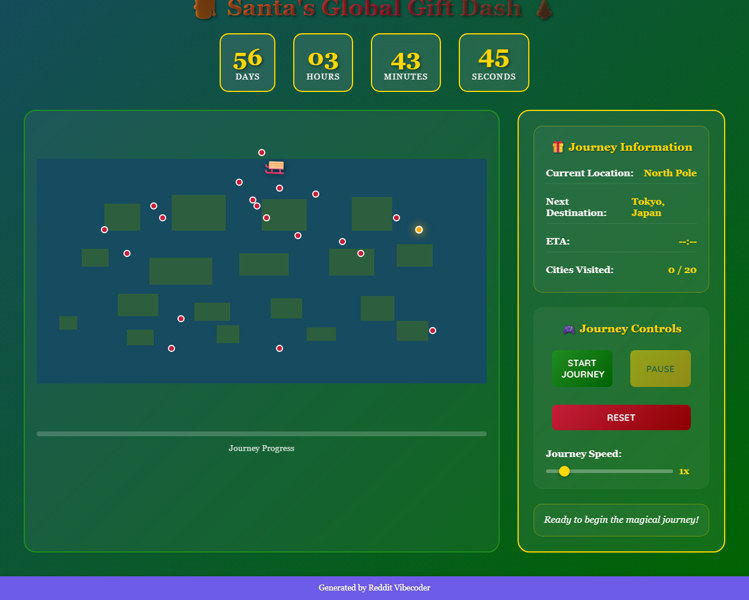 Santa's Global Gift Dash
56
DAYS
03
HOURS
43
MINUTES
45
SECONDS
Journey Progress
Journey Information
Current Location: North Pole
Next Destination: Tokyo, Japan
ETA: --:--
Cities Visited: 0 / 20
Journey Controls
START
JOURNEY
PAUSE
RESET
Journey Speed:
1x
Ready to begin the magical journey!
Generated by Reddit Vibecoder